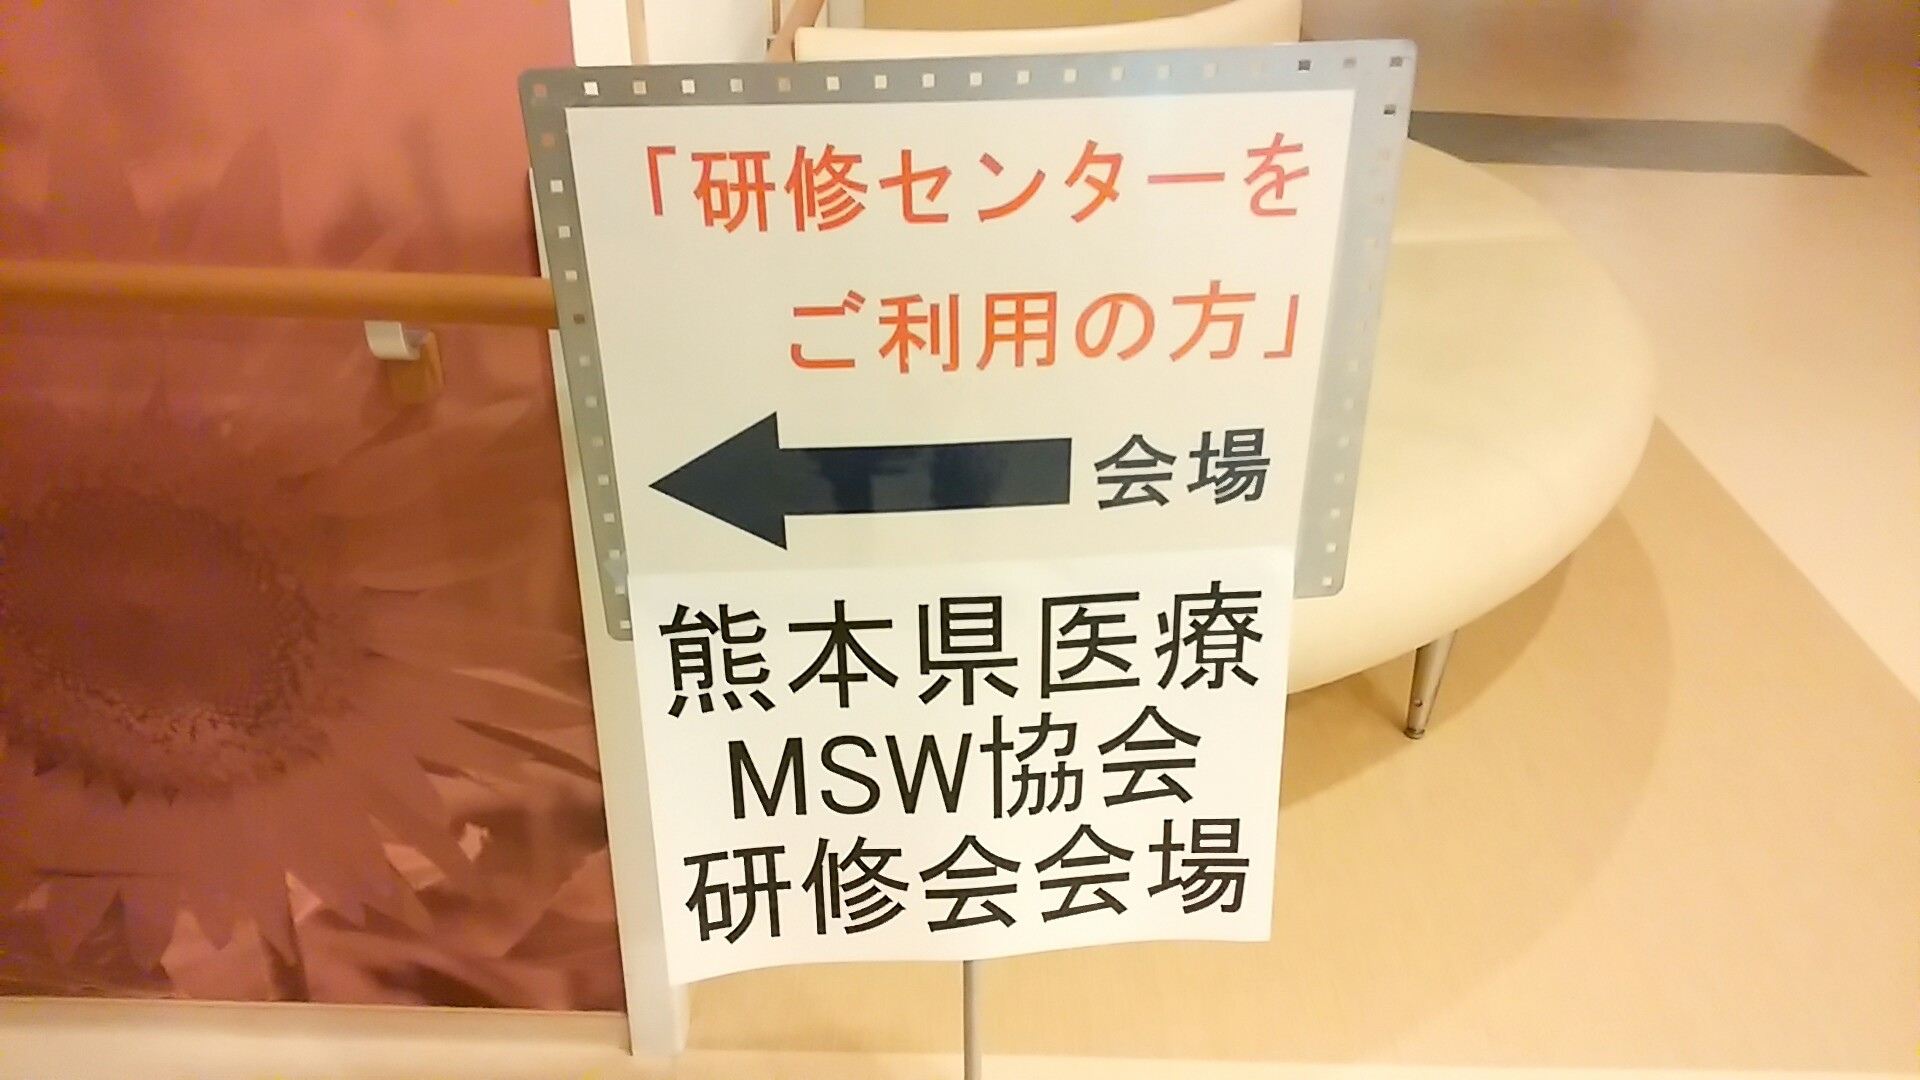 「研修センターを
ご利用の方」
会場
熊本県医療
MSW協会
研修会会場